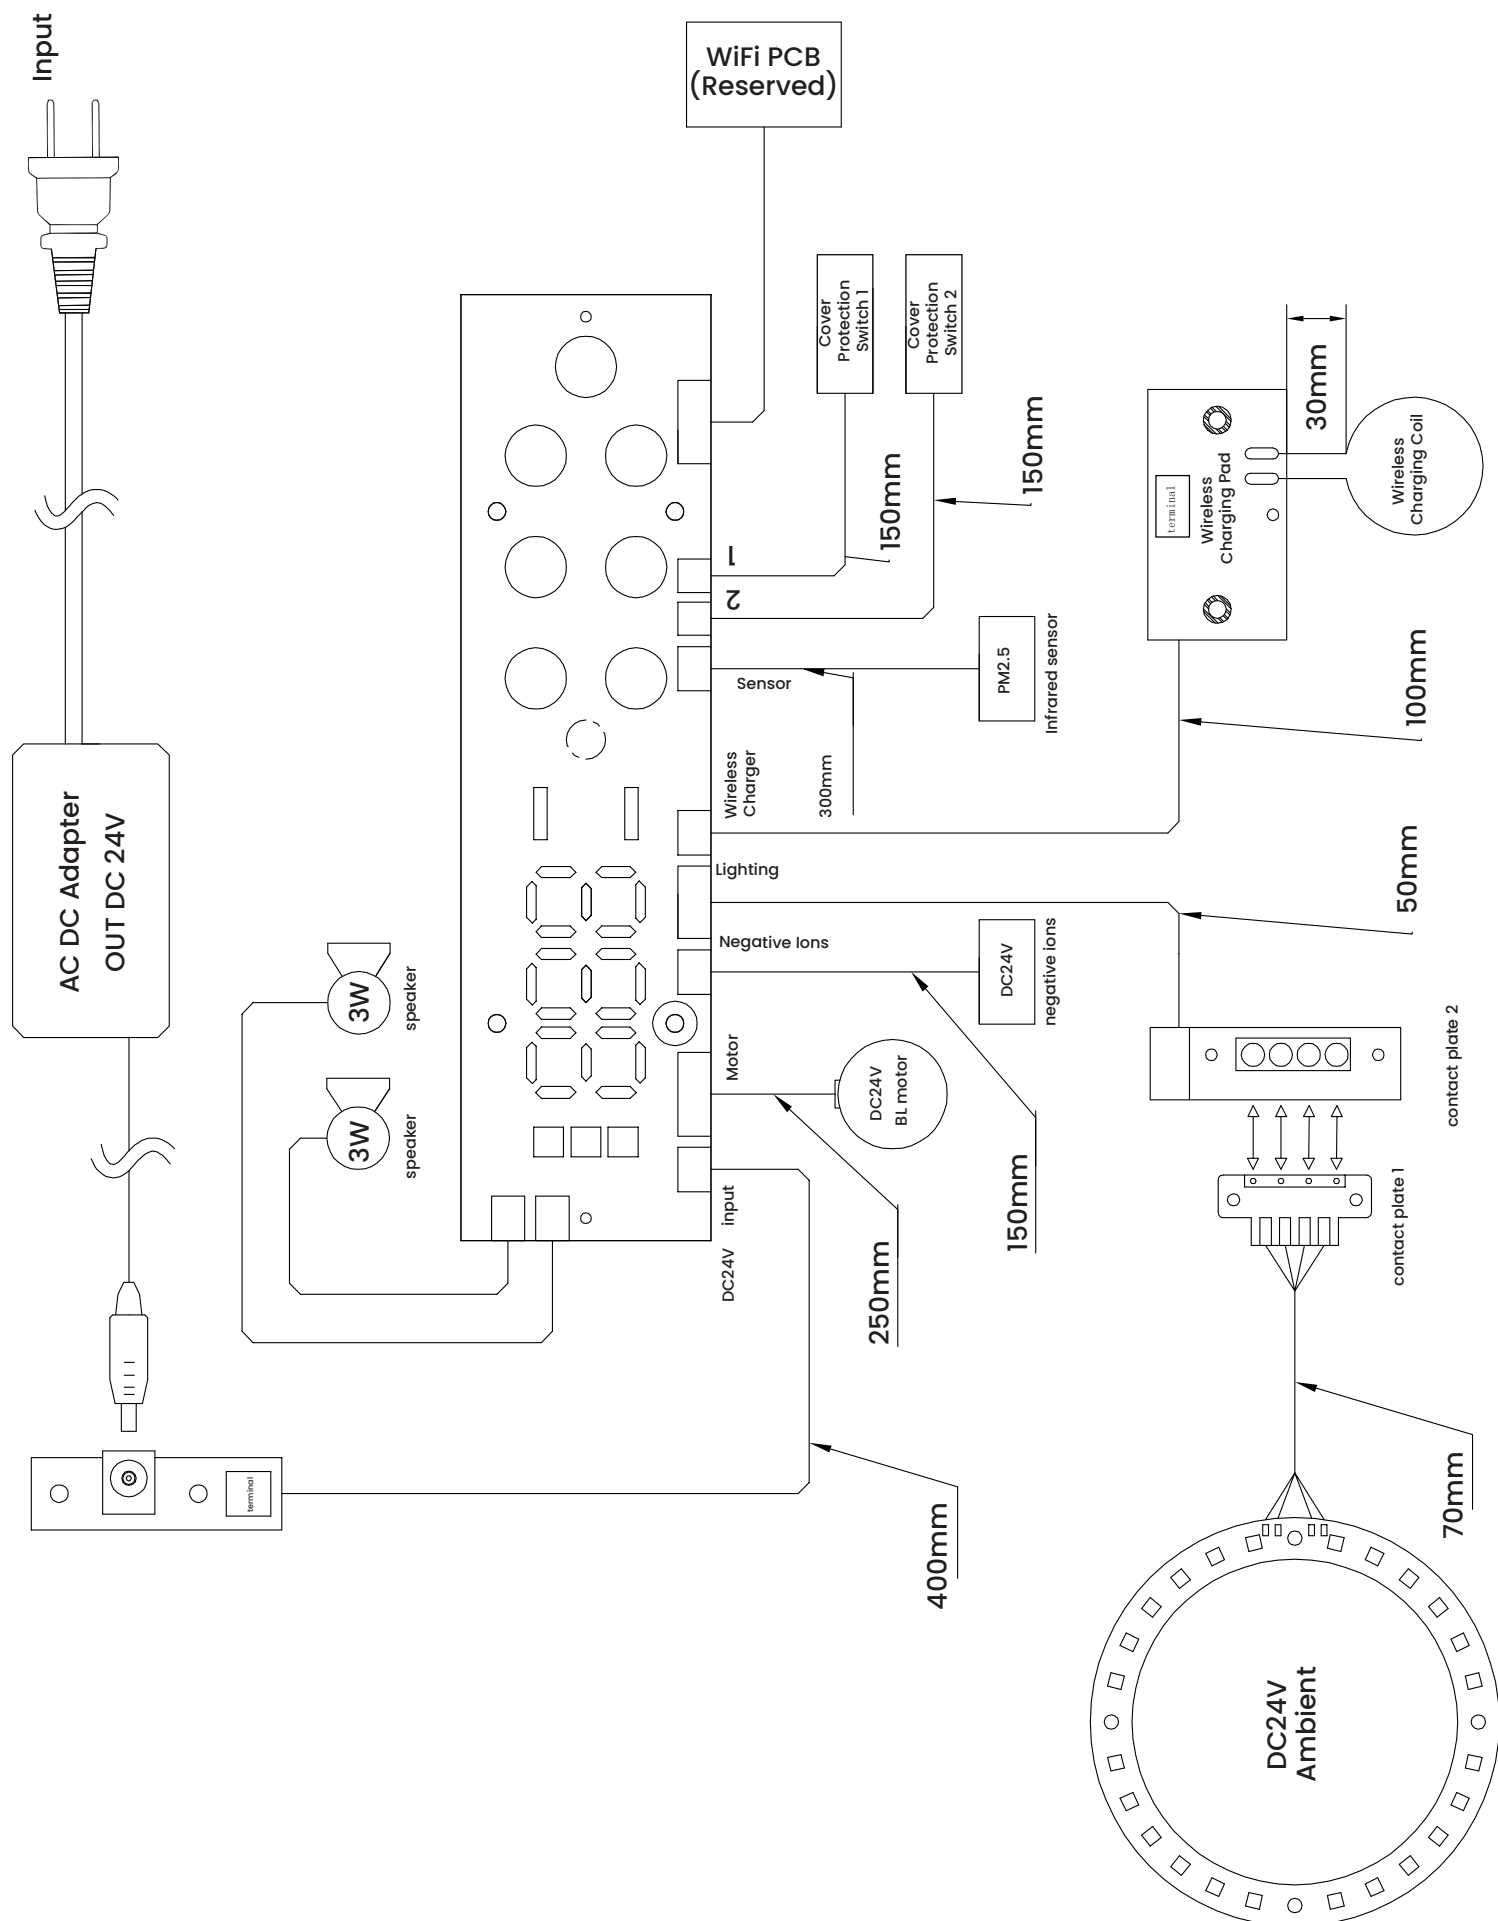 Input
WiFi PCB
(Reserved)
Cover
Protection
Switch 1
Cover
Protection
Switch 2
150mm
150mm
1
2
30mm
terminal
Wireless
Charging Pad
Wireless
Charging Coil
Sensor
PM2.5
Infrared sensor
300mm
Wireless
Charger
100mm
AC DC Adapter
OUT DC 24V
Lighting
50mm
Negative Ions
DC24V
negative ions
150mm
3W
speaker
3W
speaker
Motor
DC24V
BL motor
250mm
contact plate 2
contact plate 1
DC24V input
terminal
400mm
70mm
DC24V
Ambient